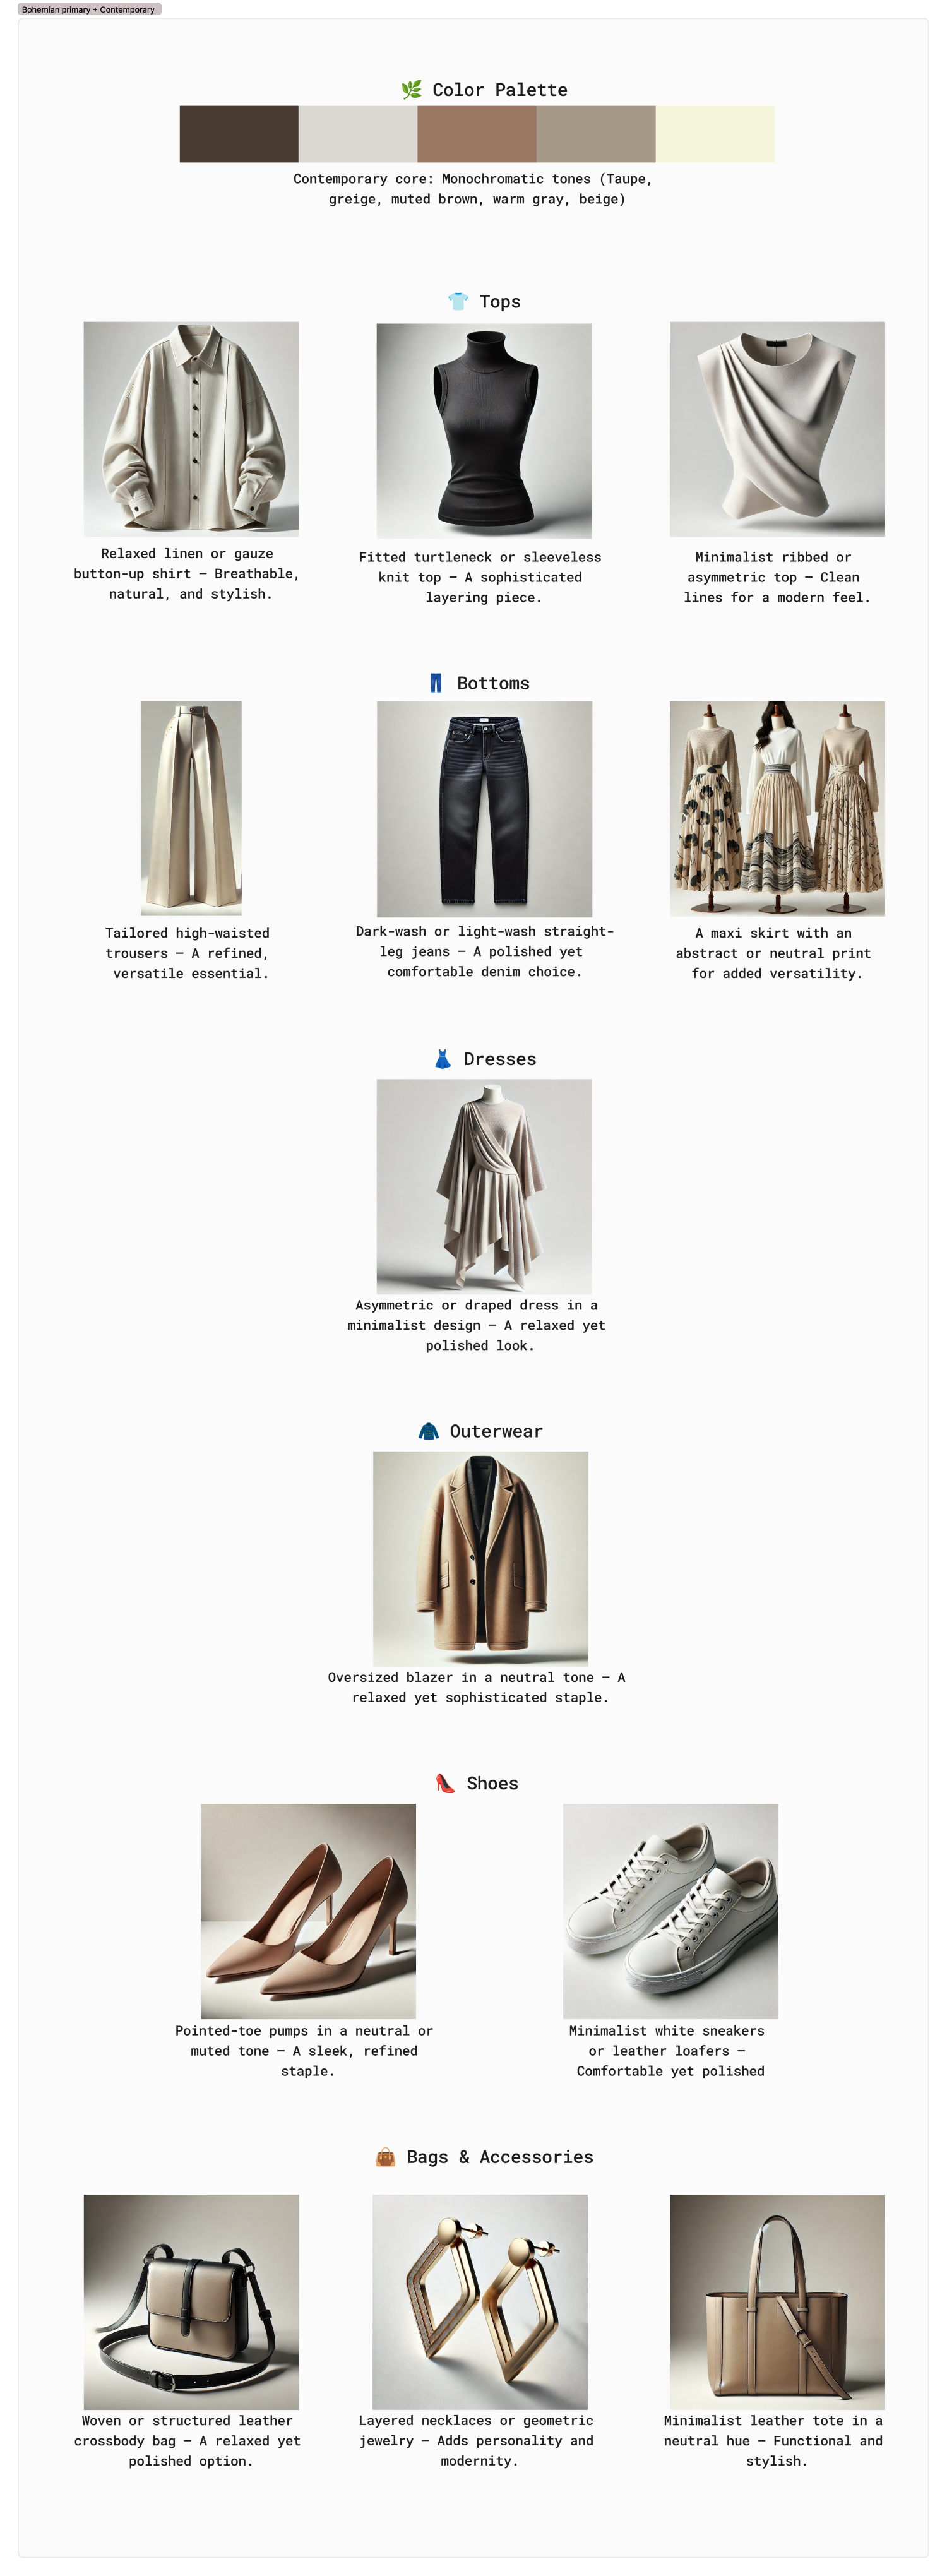 Bohemian primary + Contemporary
🌿 Color Palette
Contemporary core: Monochromatic tones (Taupe,
greige, muted brown, warm gray, beige)
👕 Tops
Relaxed linen or gauze
button-up shirt – Breathable,
natural, and stylish.
Fitted turtleneck or sleeveless
knit top – A sophisticated
layering piece.
Minimalist ribbed or
asymmetric top – Clean
lines for a modern feel.
👖 Bottoms
Tailored high-waisted
trousers – A refined,
versatile essential.
Dark-wash or light-wash straight-
leg jeans – A polished yet
comfortable denim choice.
A maxi skirt with an
abstract or neutral print
for added versatility.
👗 Dresses
Asymmetric or draped dress in a
minimalist design – A relaxed yet
polished look.
🧥 Outerwear
Oversized blazer in a neutral tone – A
relaxed yet sophisticated staple.
👠 Shoes
Pointed-toe pumps in a neutral or
muted tone – A sleek, refined
staple.
Minimalist white sneakers
or leather loafers –
Comfortable yet polished
👜 Bags & Accessories
Woven or structured leather
crossbody bag – A relaxed yet
polished option.
Layered necklaces or geometric
jewelry – Adds personality and
modernity.
Minimalist leather tote in a
neutral hue – Functional and
stylish.